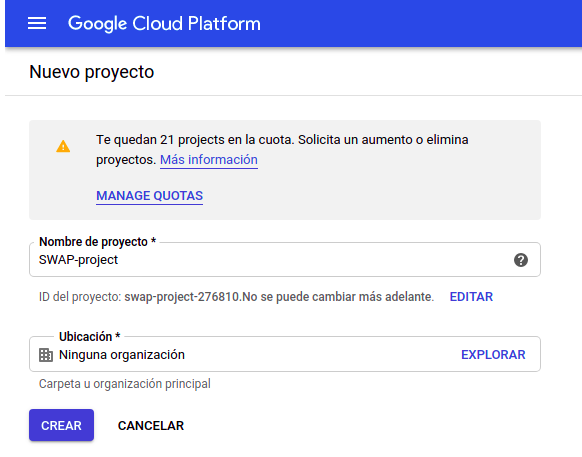 Google Cloud Platform
Nuevo proyecto
Te quedan 21 projects en la cuota. Solicita un aumento o elimina
proyectos. Más información
MANAGE QUOTAS
Nombre de proyecto *
SWAP-project
ID del proyecto: swap-project-276810.No se puede cambiar más adelante. EDITAR
Ubicación *
Ninguna organización EXPLORAR
Carpeta u organización principal
CREAR CANCELAR